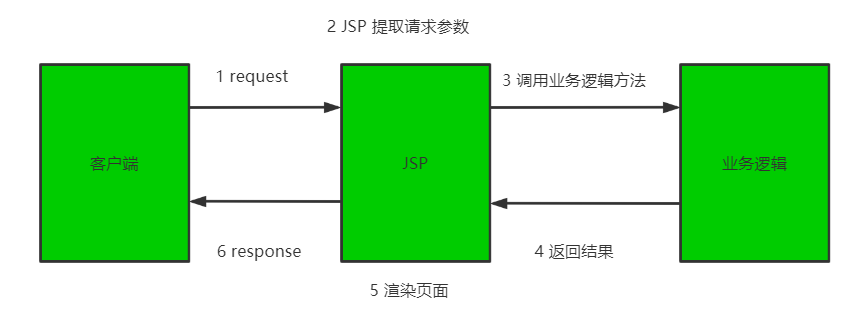 2 JSP 提取请求参数
1 request
3 调用业务逻辑方法
客户端
JSP
业务逻辑
6 response
4 返回结果
5 渲染页面